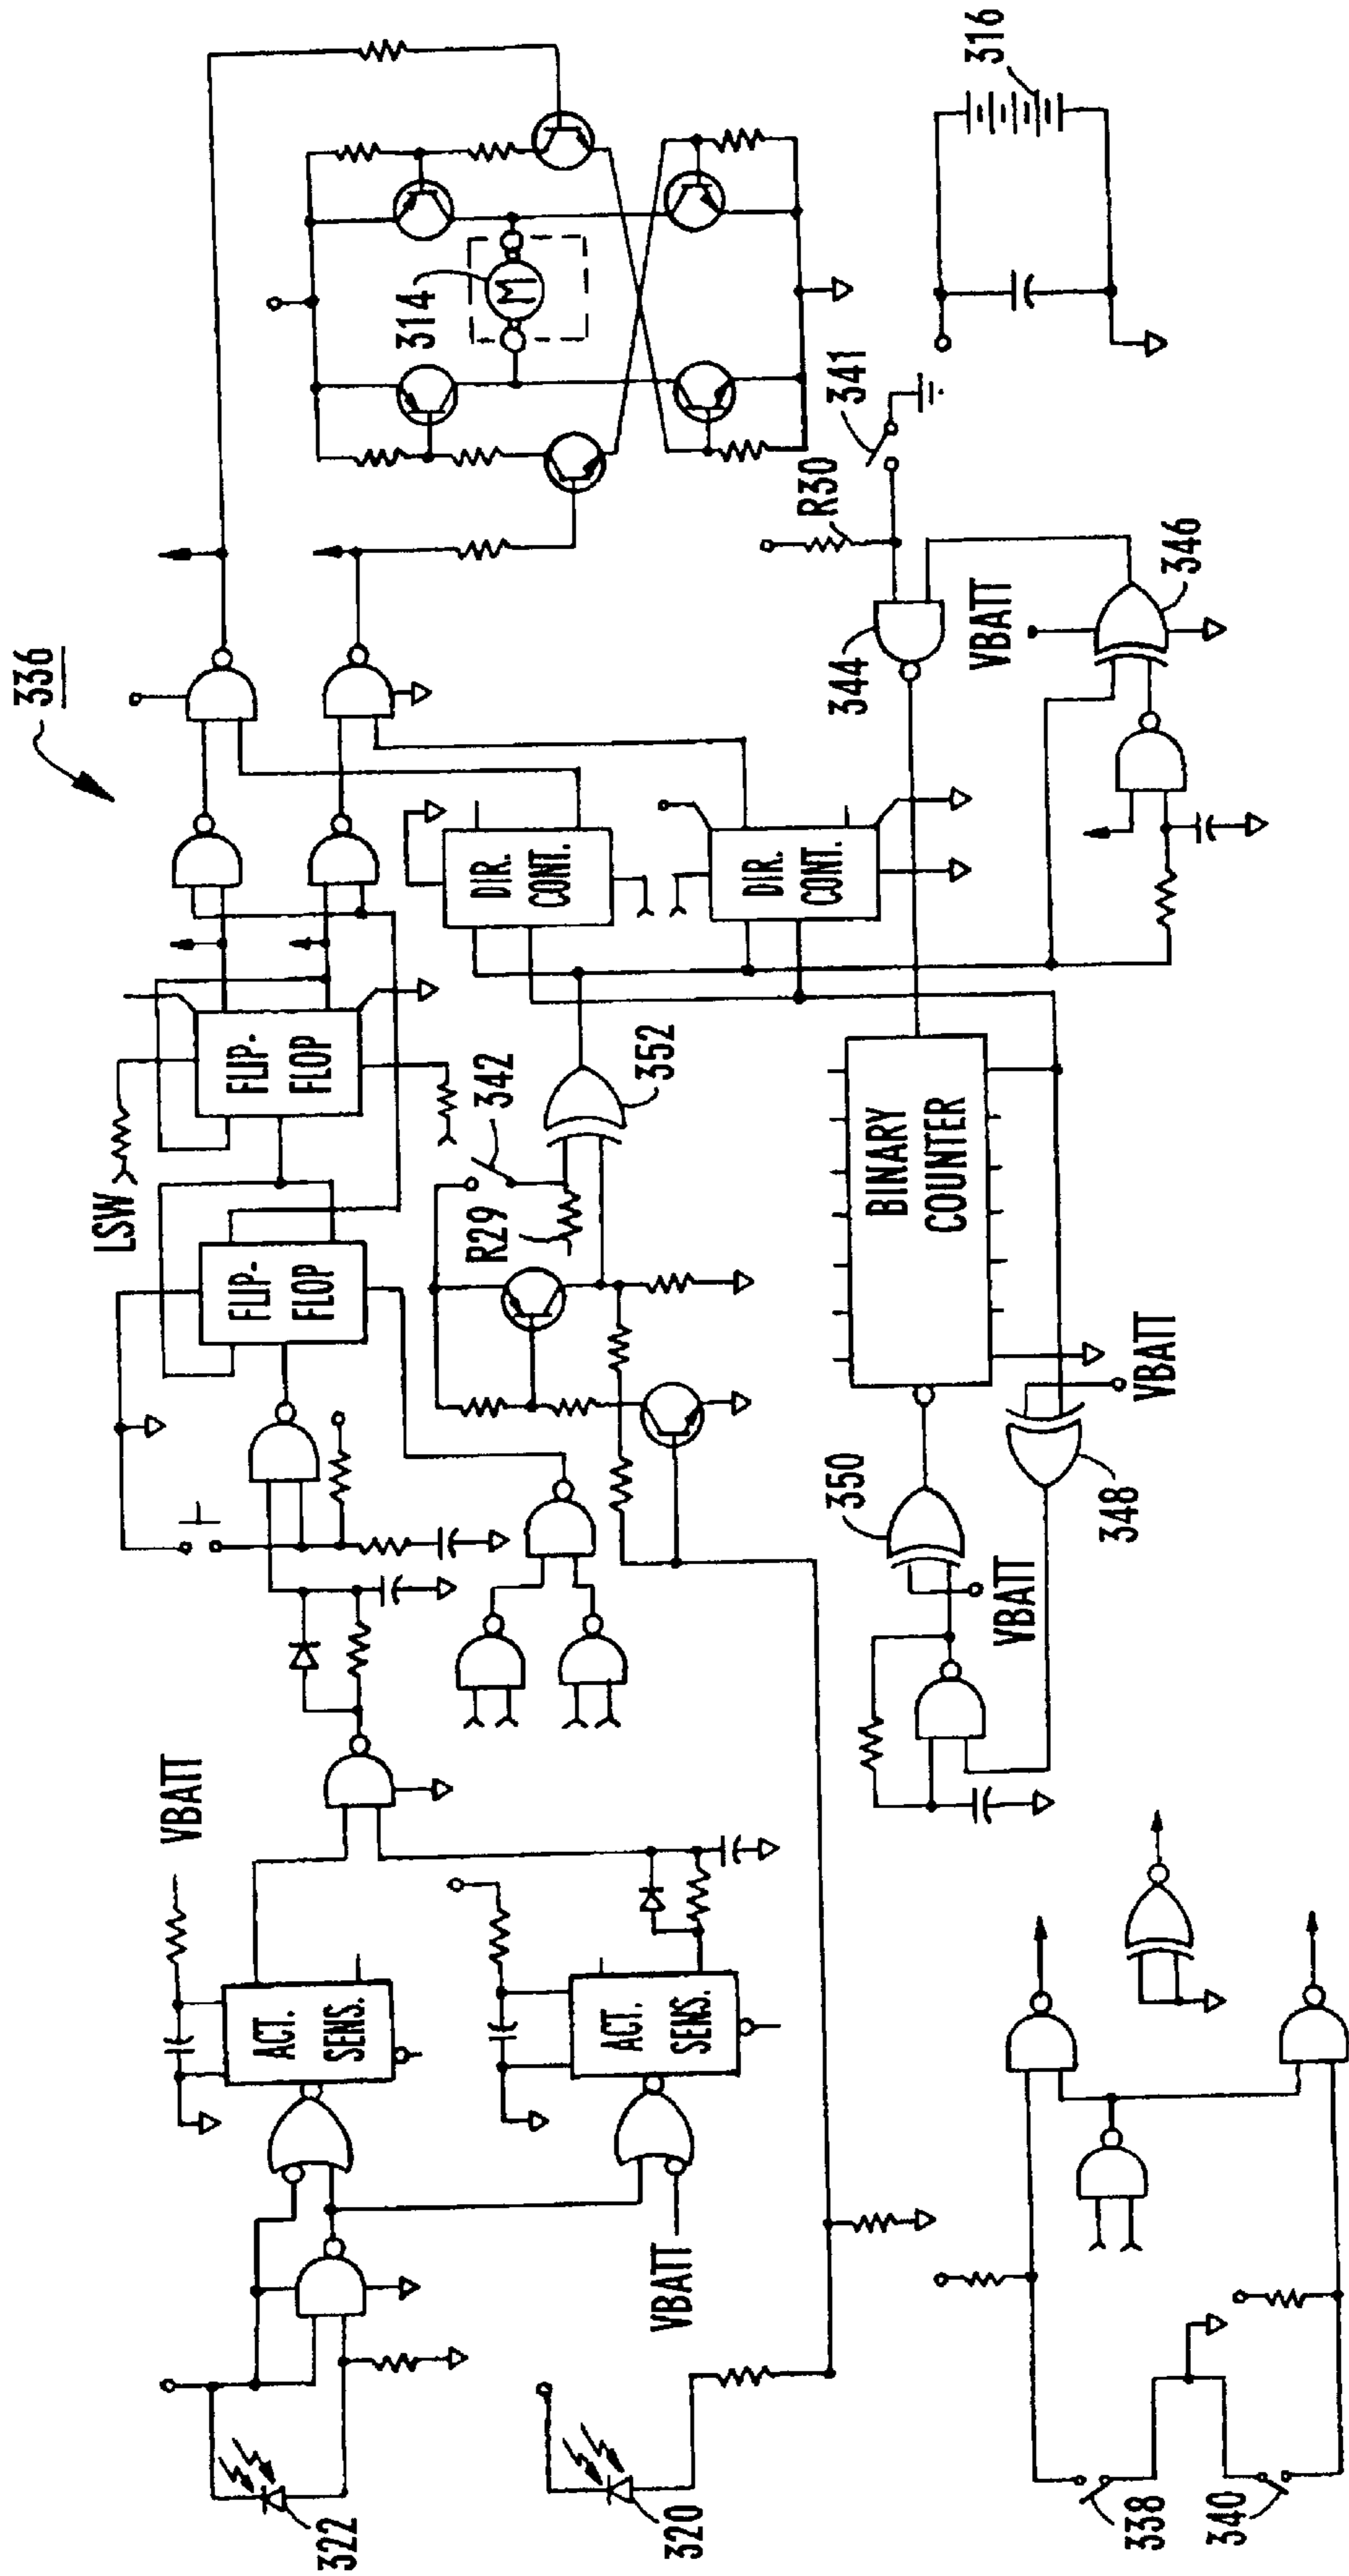 336
316
314
341
R30
346
VBATT
344
DIR.
CONT.
DIR.
CONT.
FLIP-
FLOP
LSW
342
352
R29
FLIP-
FLOP
BINARY
COUNTER
VBATT
348
350
VBATT
VBATT
ACT.
SENS.
ACT.
SENS.
VBATT
M
322
320
338
340